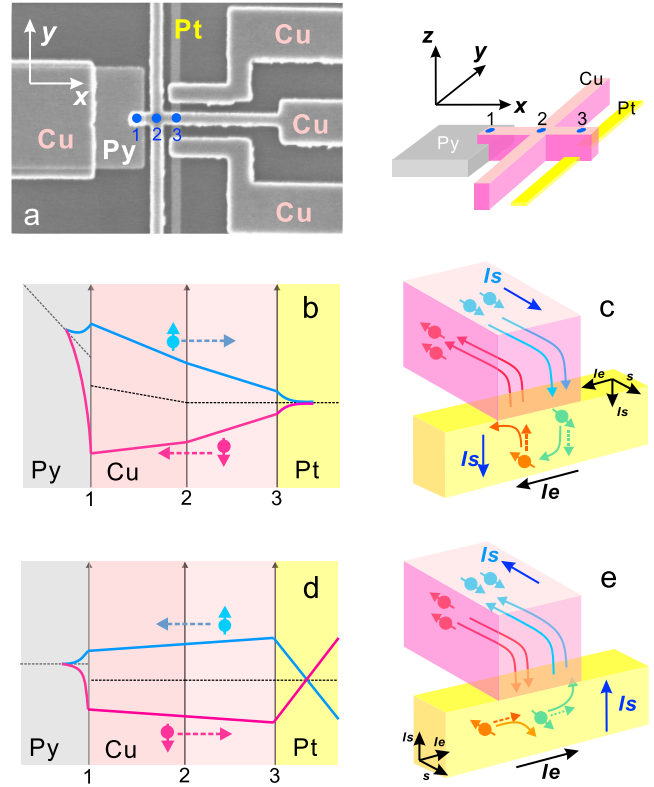 y
x
Pt
Cu
Cu
Py
1 2 3
Cu
Cu
a
z
y
x
Cu
Pt
1 2 3
Py
b
Py Cu Pt
1 2 3
Is
c
Ie s
Is
Is
Ie
d
Py Cu Pt
1 2 3
Is
e
Is
Is Ie
s
Ie